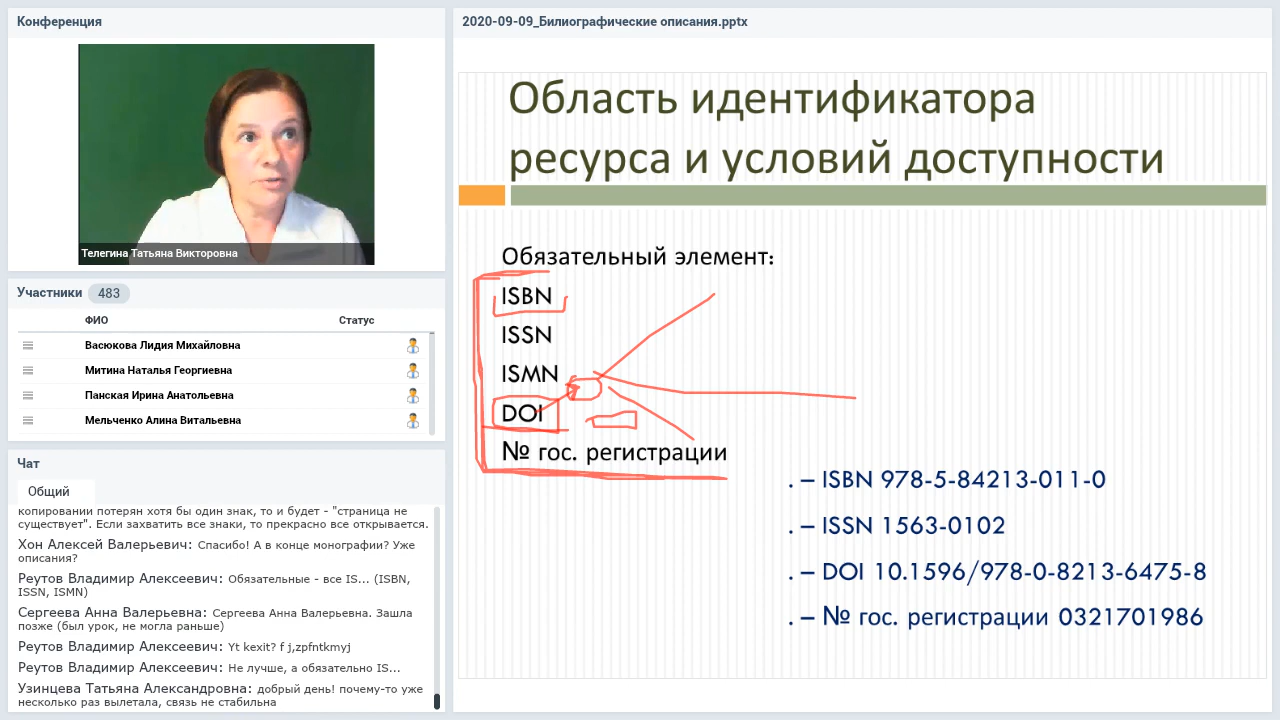 Конференция
Телегина Татьяна Викторовна
Участники 483
ФИО Статус
Васюкова Лидия Михайловна
Митина Наталья Георгиевна
Панская Ирина Анатольевна
Мельченко Алина Витальевна
Чат
Общий
копировании потерян хотя бы один знак, то и будет - "страница не
существует". Если захватить все знаки, то прекрасно все открывается.
Хон Алексей Валерьевич: Спасибо! А в конце монографии? Уже
описания?
Реутов Владимир Алексеевич: Обязательные - все IS... (ISBN,
ISSN, ISMN)
Сергеева Анна Валерьевна: Сергеева Анна Валерьевна. Зашла
позже (был урок, не могла раньше)
Реутов Владимир Алексеевич: Yt kexit? f j,zpfntkmyj
Реутов Владимир Алексеевич: Не лучше, а обязательно IS...
Узинцева Татьяна Александровна: добрый день! почему-то уже
несколько раз вылетала, связь не стабильна
2020-09-09_Билиографические описания.pptx
Область идентификатора
ресурса и условий доступности
Обязательный элемент:
ISBN
ISSN
ISMN
DOI
№ гос. регистрации
. – ISBN 978-5-84213-011-0
. – ISSN 1563-0102
. – DOI 10.1596/978-0-8213-6475-8
. – № гос. регистрации 0321701986